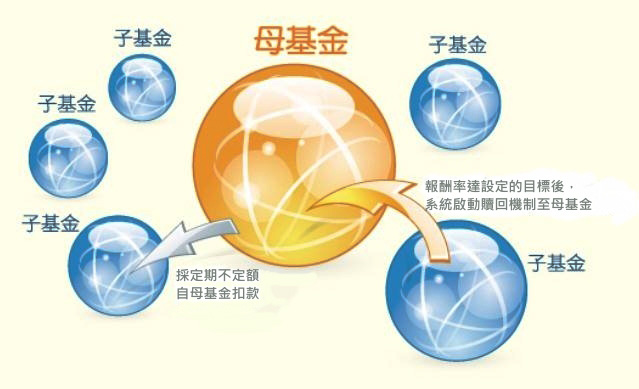 子基金
母基金
子基金
子基金
報酬率達設定的目標後，
系統啟動贖回機制至母基金
子基金
子基金
採定期不定額
自母基金扣款